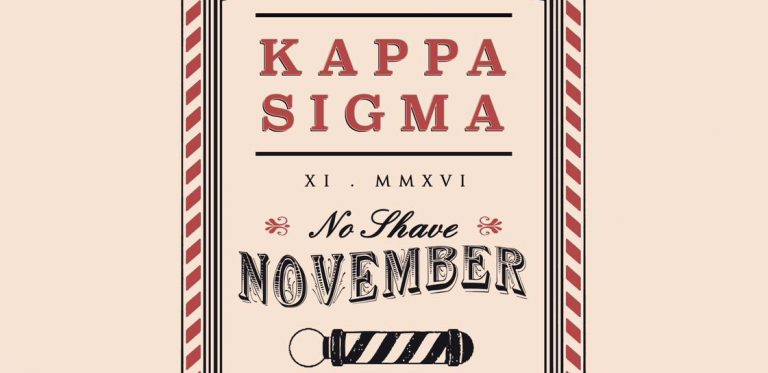 KAPPA
SIGMA
XI . MMXVI
No Shave
NOVEMBER